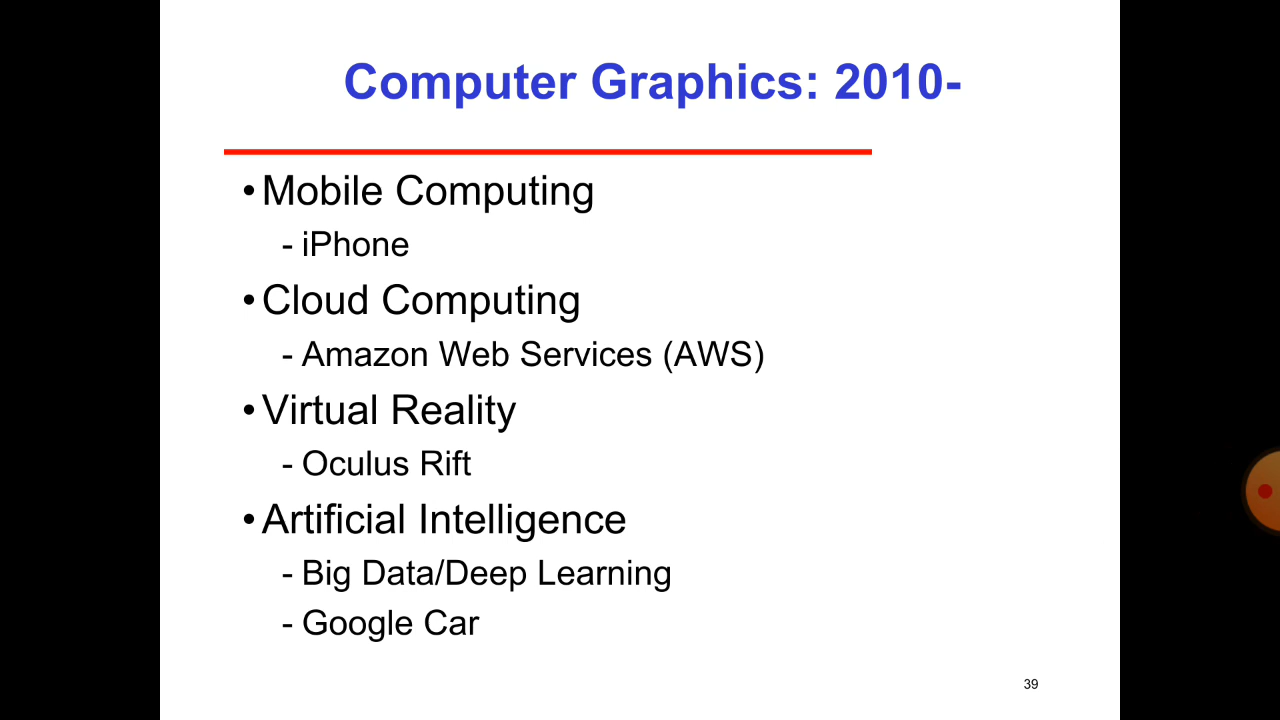 Computer Graphics: 2010-
•Mobile Computing
- iPhone
•Cloud Computing
- Amazon Web Services (AWS)
•Virtual Reality
- Oculus Rift
•Artificial Intelligence
- Big Data/Deep Learning
- Google Car
39